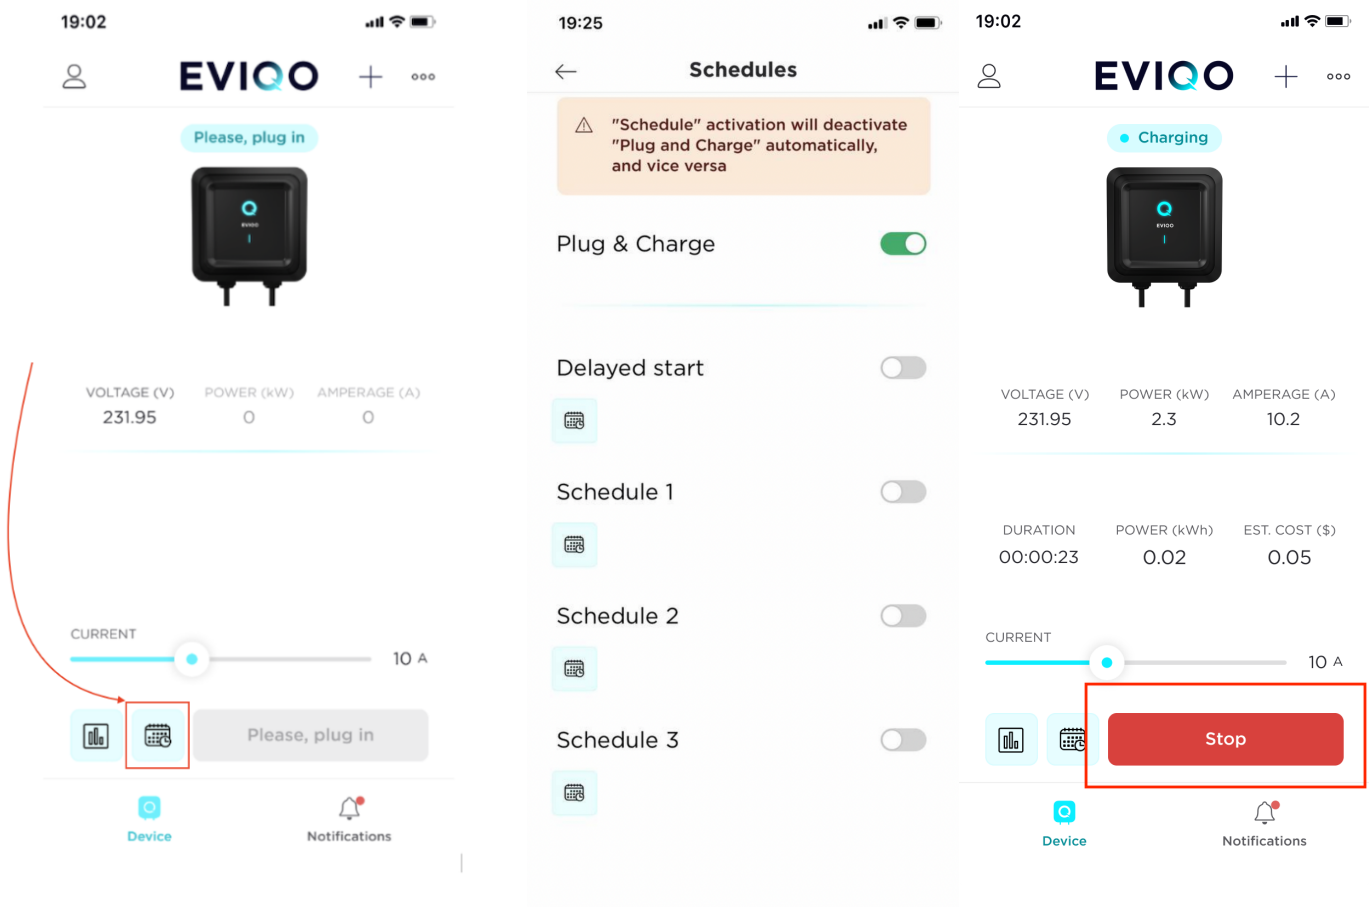 19:02
EVIQO
Please, plug in
EVIQO
VOLTAGE (V) POWER (kW) AMPERAGE (A)
231.95 0 0
CURRENT
10 A
Please, plug in
Device Notifications
19:25
Schedules
"Schedule" activation will deactivate
"Plug and Charge" automatically,
and vice versa
Plug & Charge
Delayed start
Schedule 1
Schedule 2
Schedule 3
19:02
EVIQO
Charging
EVIQO
VOLTAGE (V) POWER (kW) AMPERAGE (A)
231.95 2.3 10.2
DURATION POWER (kWh) EST. COST ($)
00:00:23 0.02 0.05
CURRENT
10 A
Stop
Device Notifications